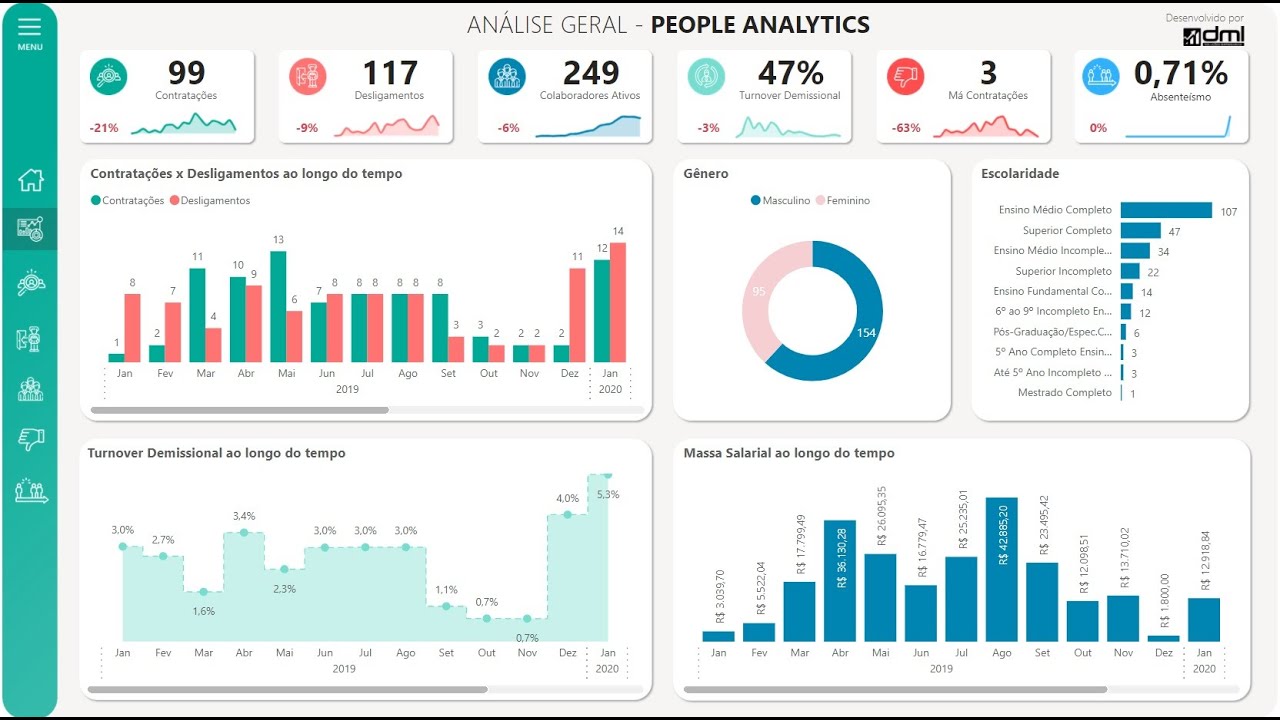 ANÁLISE GERAL - PEOPLE ANALYTICS
Desenvolvido por
dml
MENU
99
Contratações
-21%
117
Desligamentos
-9%
249
Colaboradores Ativos
-6%
47%
Turnover Demissional
-3%
3
Má Contratações
-63%
0,71%
Absenteísmo
0%
Contratações x Desligamentos ao longo do tempo
Contratações Desligamentos
1 8 2 7 11 4 10 9 13 6 7 8 8 8 8 8 8 3 3 2 2 2 2 11 12 14
Jan Fev Mar Abr Mai Jun Jul Ago Set Out Nov Dez Jan
2019 2020
Gênero
Masculino Feminino
95
154
Escolaridade
Ensino Médio Completo 107
Superior Completo 47
Ensino Médio Incomple... 34
Superior Incompleto 22
Ensino Fundamental Co... 14
6º ao 9º Incompleto En... 12
Pós-Graduação/Espec.C... 6
5º Ano Completo Ensin... 3
Até 5º Ano Incompleto ... 3
Mestrado Completo 1
Turnover Demissional ao longo do tempo
3.0% 2.7% 1,6% 3.4% 2,3% 3.0% 3.0% 3.0% 1,1% 0.7% 0.7% 4,0% 5,3%
Jan Fev Mar Abr Mai Jun Jul Ago Set Out Nov Dez Jan
2019 2020
Massa Salarial ao longo do tempo
R$ 3.039,70 R$ 5.522,04 R$ 17.799,49 R$ 36.130,28 R$ 26.095,35 R$ 16.779,47 R$ 25.235,01 R$ 42.885,20 R$ 23.495,42 R$ 12.098,51 R$ 13.710,02 R$ 1.800,00 R$ 12.918,84
Jan Fev Mar Abr Mai Jun Jul Ago Set Out Nov Dez Jan
2019 2020